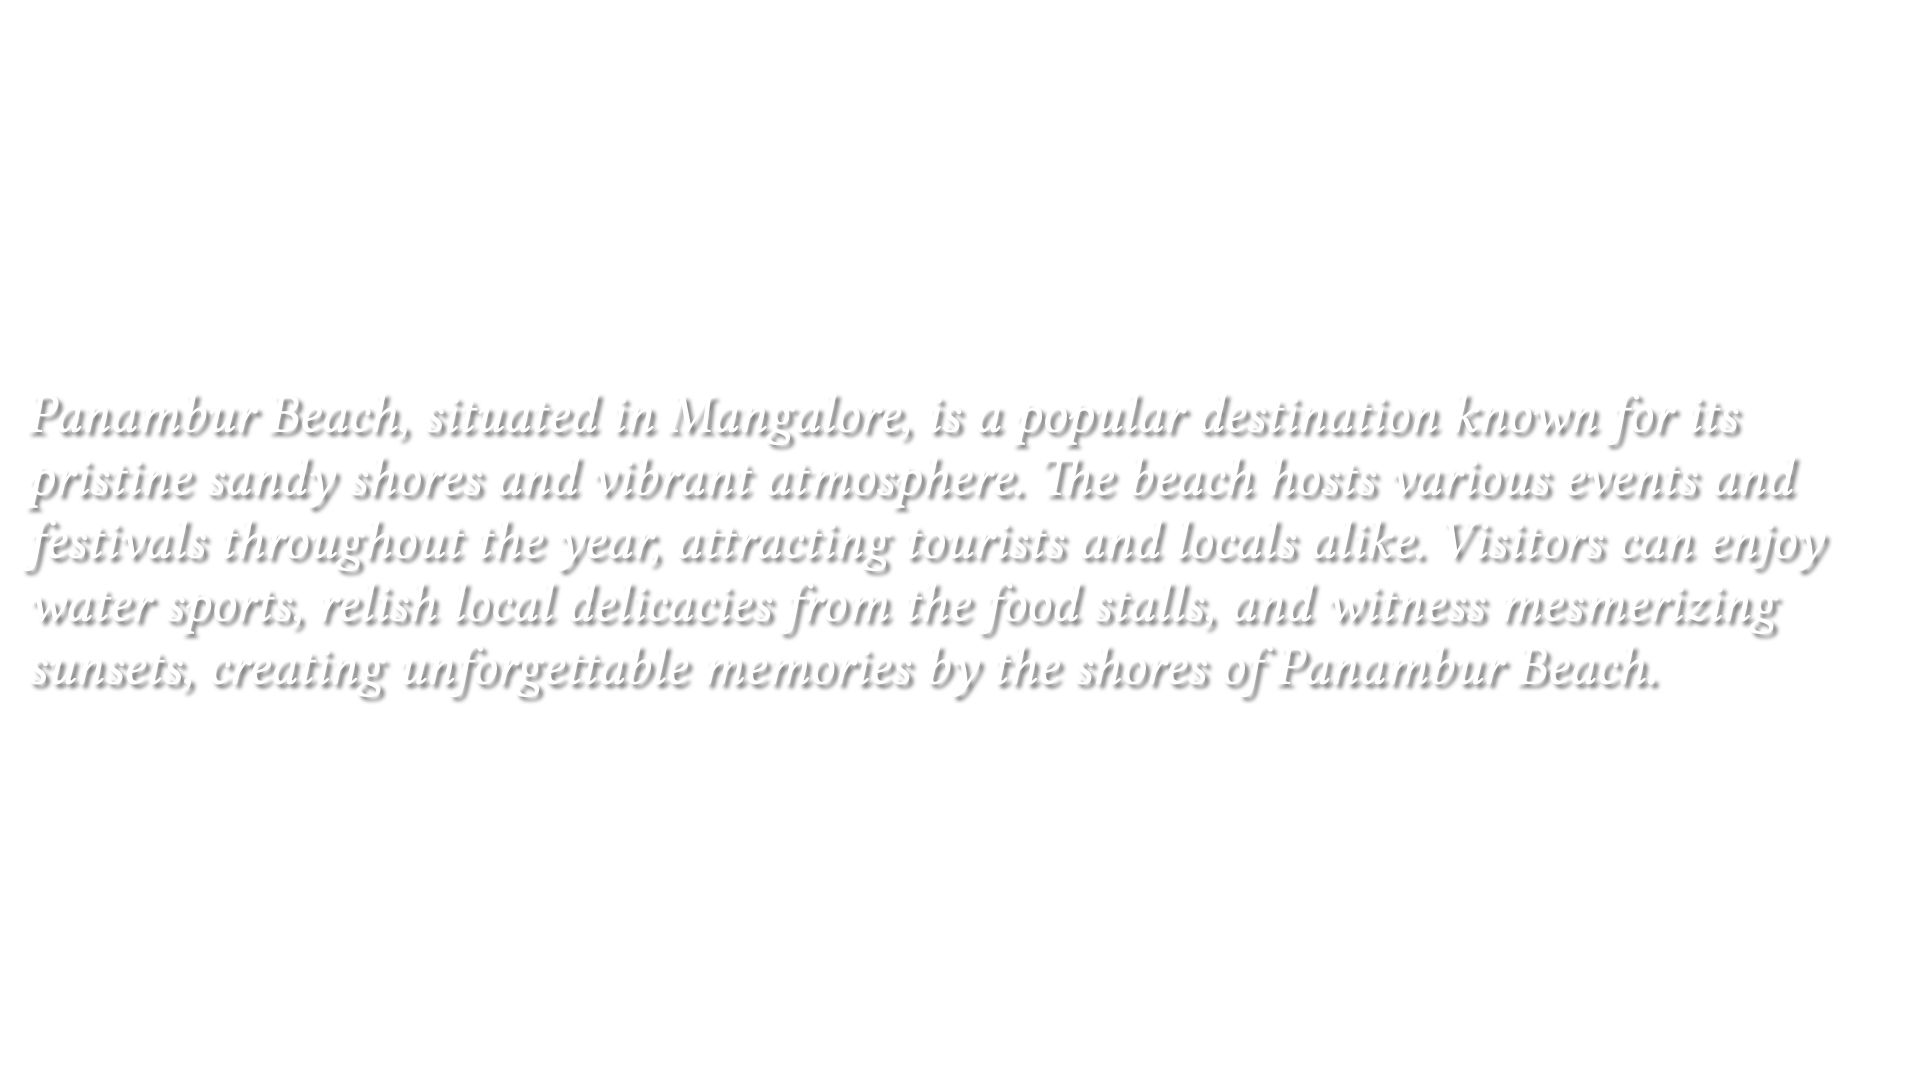 Panambur Beach, situated in Mangalore, is a popular destination known for its
pristine sandy shores and vibrant atmosphere. The beach hosts various events and
festivals throughout the year, attracting tourists and locals alike. Visitors can enjoy
water sports, relish local delicacies from the food stalls, and witness mesmerizing
sunsets, creating unforgettable memories by the shores of Panambur Beach.